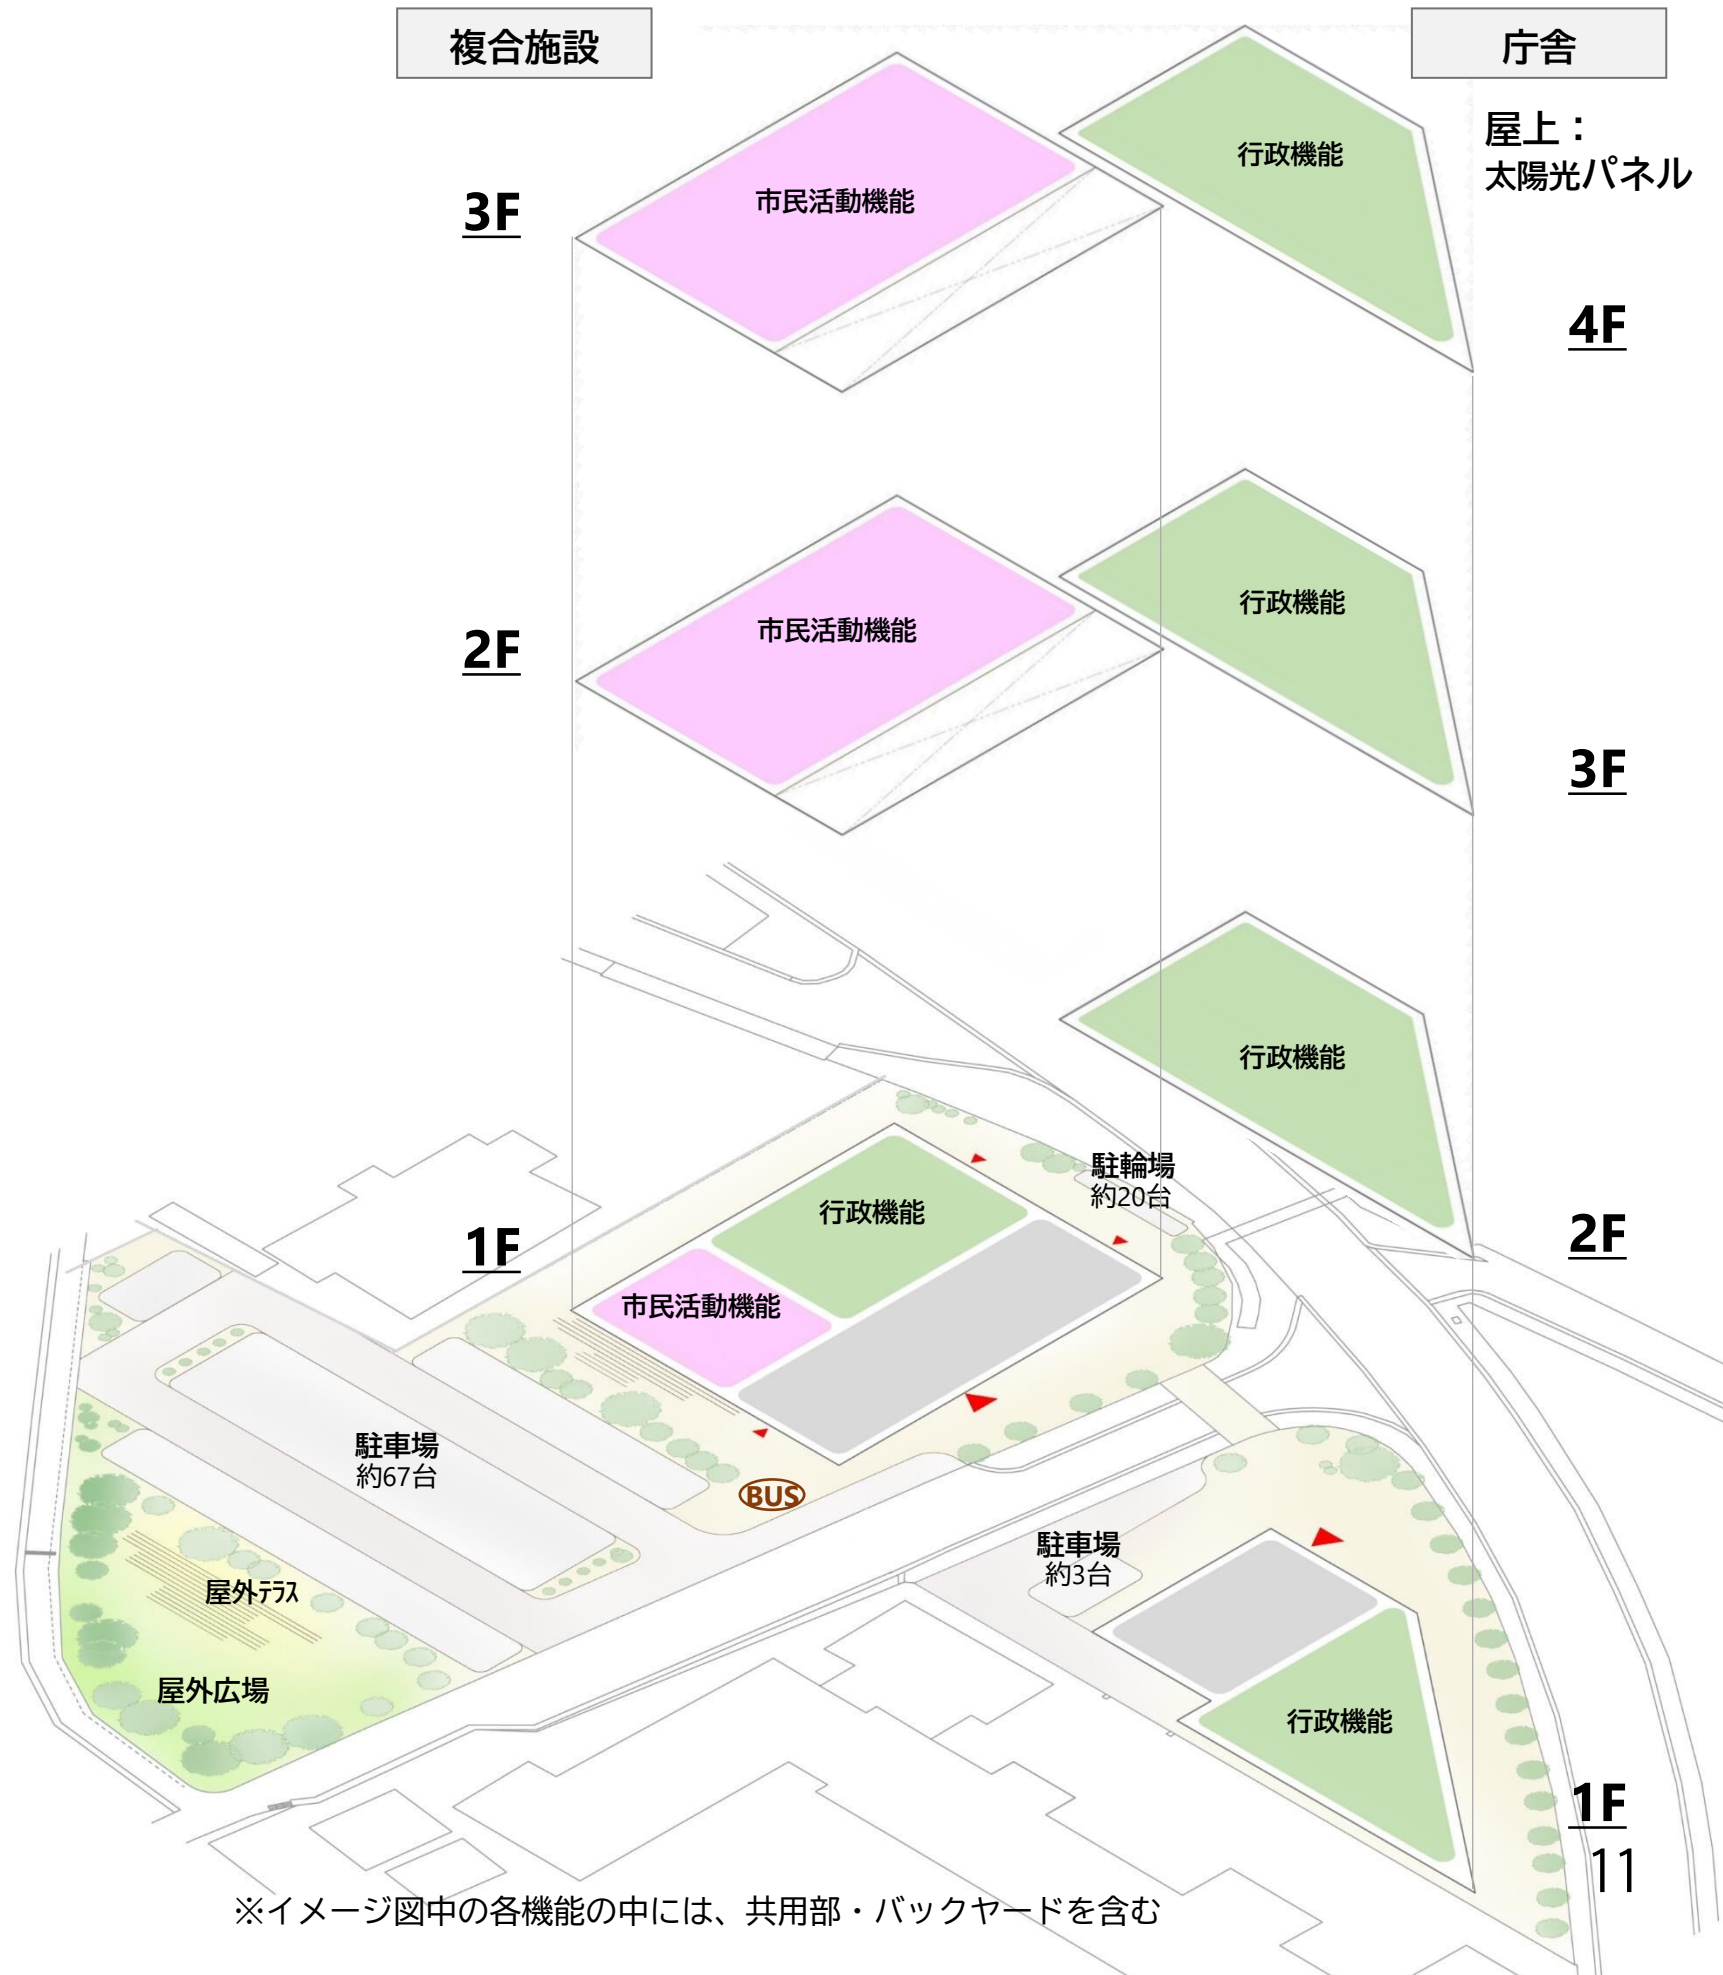 複合施設
庁舎
屋上：
太陽光パネル
行政機能
市民活動機能
3F
4F
行政機能
市民活動機能
2F
3F
行政機能
駐輪場
約20台
行政機能
1F
2F
市民活動機能
駐車場
約67台
BUS
駐車場
約3台
屋外ﾃﾗｽ
屋外広場
行政機能
1F
11
※イメージ図中の各機能の中には、共用部・バックヤードを含む